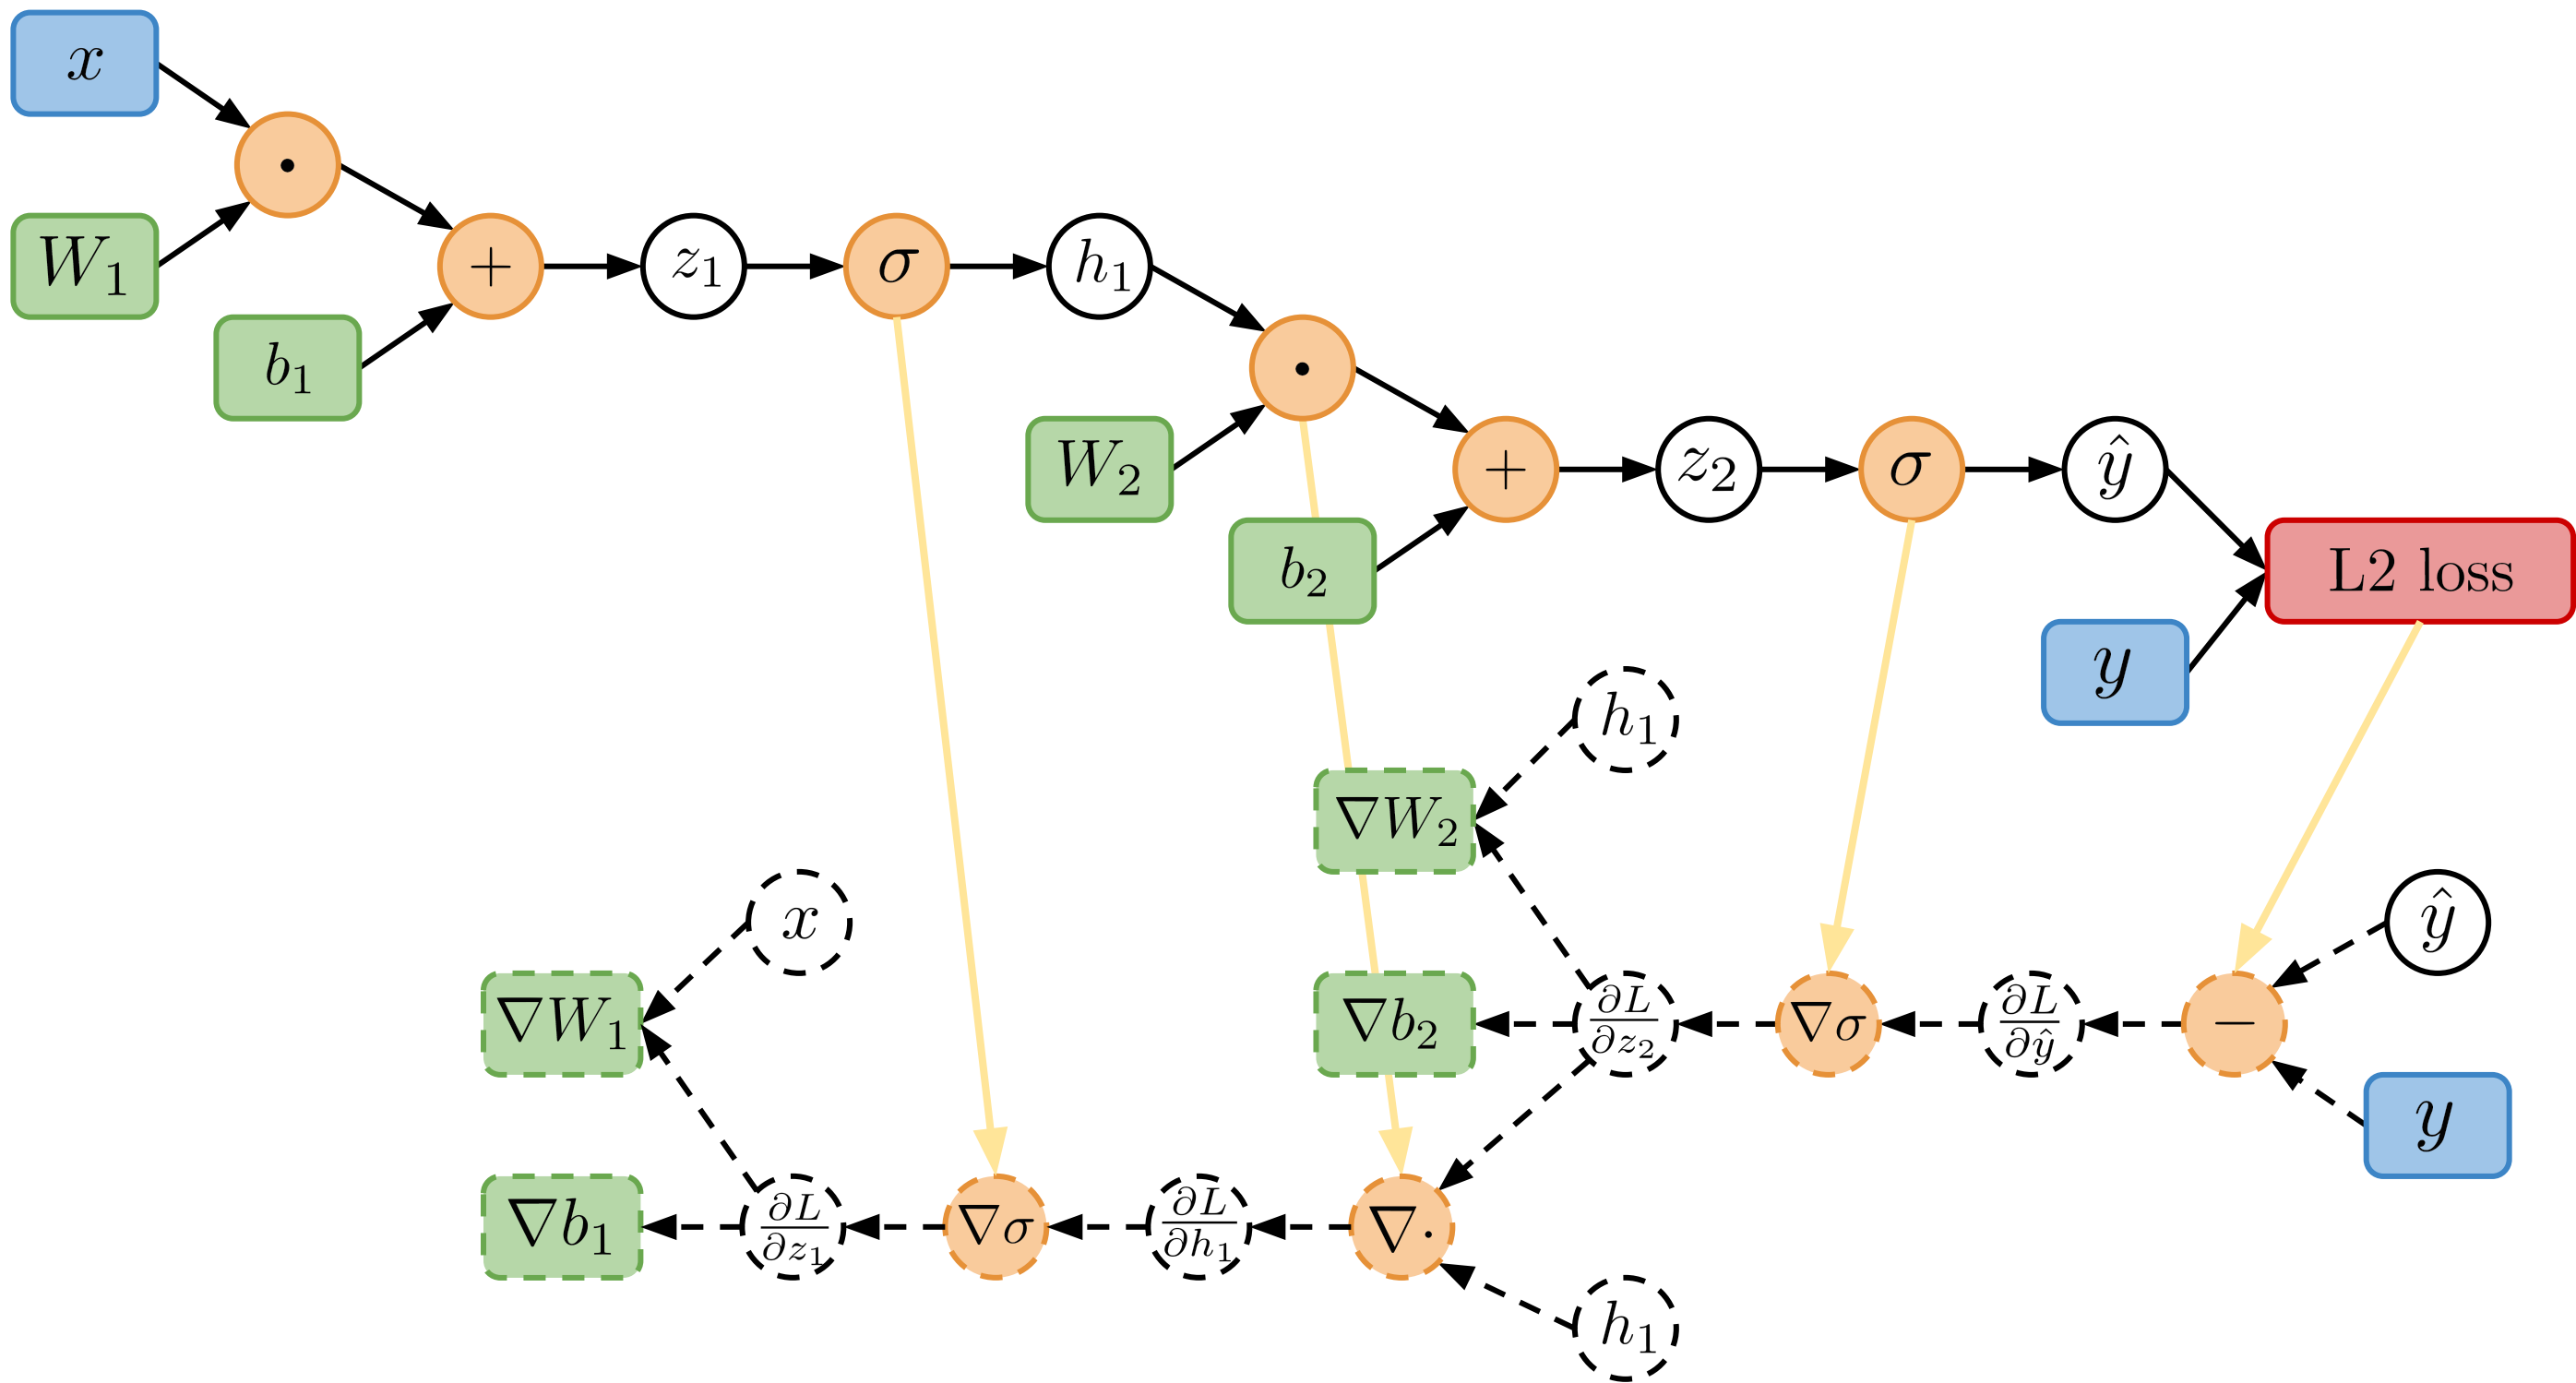 x
·
W₁
+
z₁
σ
h₁
b₁
·
W₂
+
z₂
σ
ŷ
b₂
L2 loss
y
h₁
∇W₂
x
ŷ
∇W₁
∇b₂
∂L/∂z₂
∇σ
∂L/∂ŷ
−
y
∇b₁
∂L/∂z₁
∇σ
∂L/∂h₁
∇·
h₁